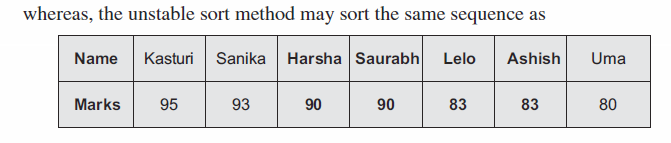 whereas, the unstable sort method may sort the same sequence as
Name Kasturi Sanika Harsha Saurabh Lelo Ashish Uma
Marks 95 93 90 90 83 83 80